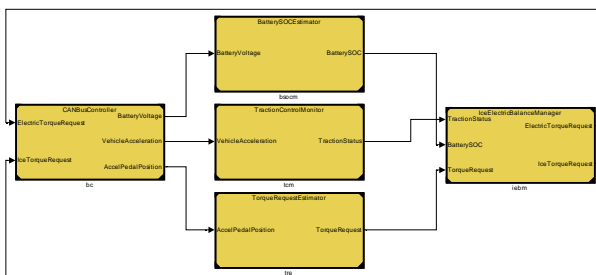 BatterySOCEstimator
BatteryVoltage
BatterySOC
bsocm
CANBusController
ElectricTorqueRequest
IceTorqueRequest
BatteryVoltage
VehicleAcceleration
AccelPedalPosition
bc
TractionControlMonitor
VehicleAcceleration
TractionStatus
tcm
IceElectricBalanceManager
TractionStatus
BatterySOC
TorqueRequest
ElectricTorqueRequest
IceTorqueRequest
iebm
TorqueRequestEstimator
AccelPedalPosition
TorqueRequest
tre